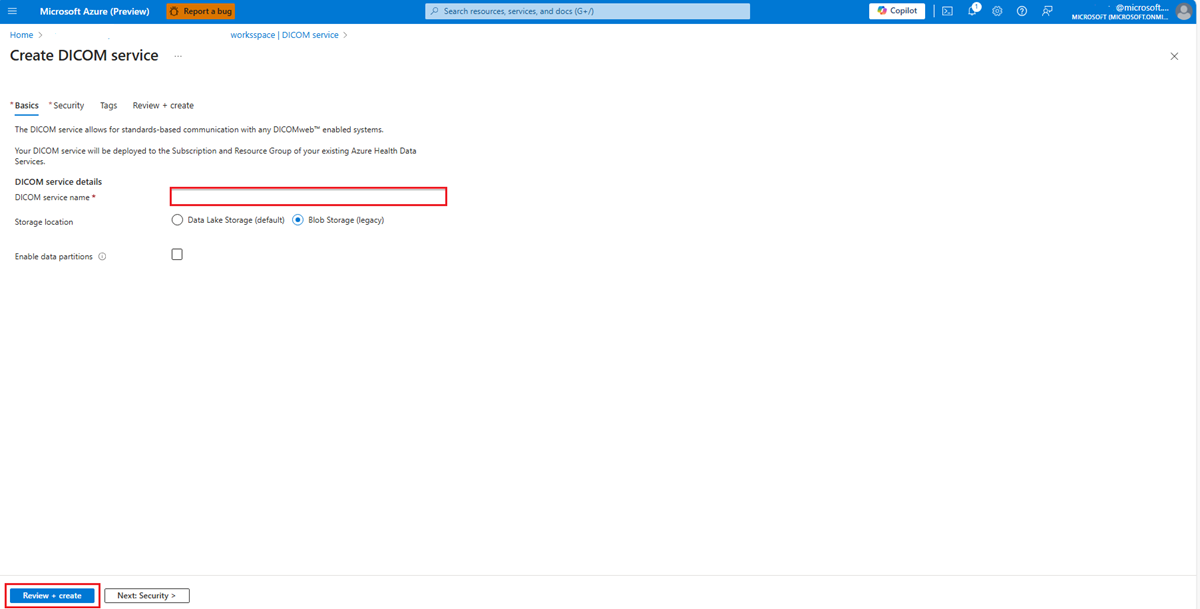 Microsoft Azure (Preview) Report a bug Search resources, services, and docs (G+/) Copilot 1 @microsoft....
MICROSOFT (MICROSOFT.ONMI...
Home > worksspace | DICOM service >
Create DICOM service ...
* Basics * Security Tags Review + create
The DICOM service allows for standards-based communication with any DICOMweb™ enabled systems.
Your DICOM service will be deployed to the Subscription and Resource Group of your existing Azure Health Data
Services.
DICOM service details
DICOM service name *
Storage location Data Lake Storage (default) Blob Storage (legacy)
Enable data partitions
Review + create Next: Security >